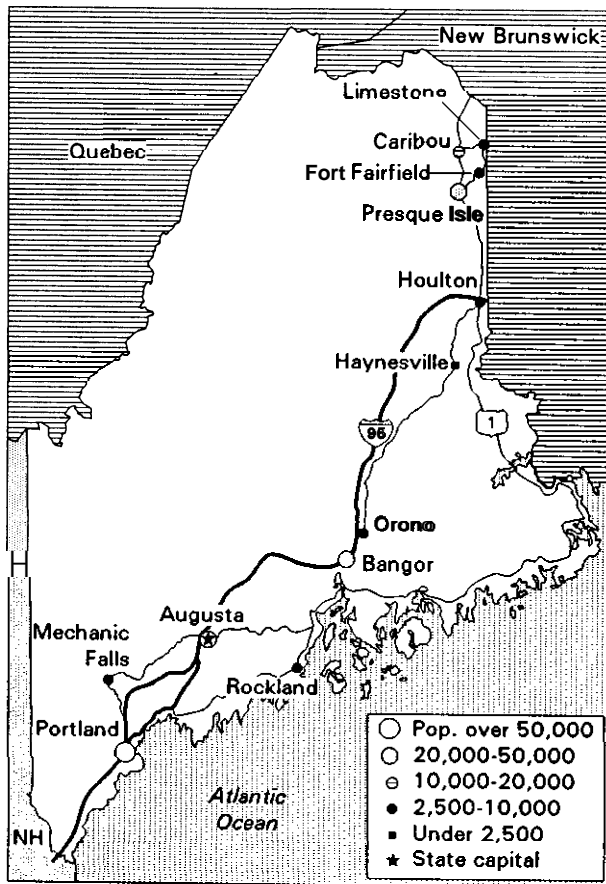 New Brunswick
Limestone
Quebec
Caribou
Fort Fairfield
Presque Isle
Houlton
Haynesville
1
95
Orono
Bangor
H
Augusta
Mechanic
Falls
Rockland
Portland
Pop. over 50,000
20,000-50,000
10,000-20,000
2,500-10,000
Under 2,500
State capital
Atlantic
Ocean
NH